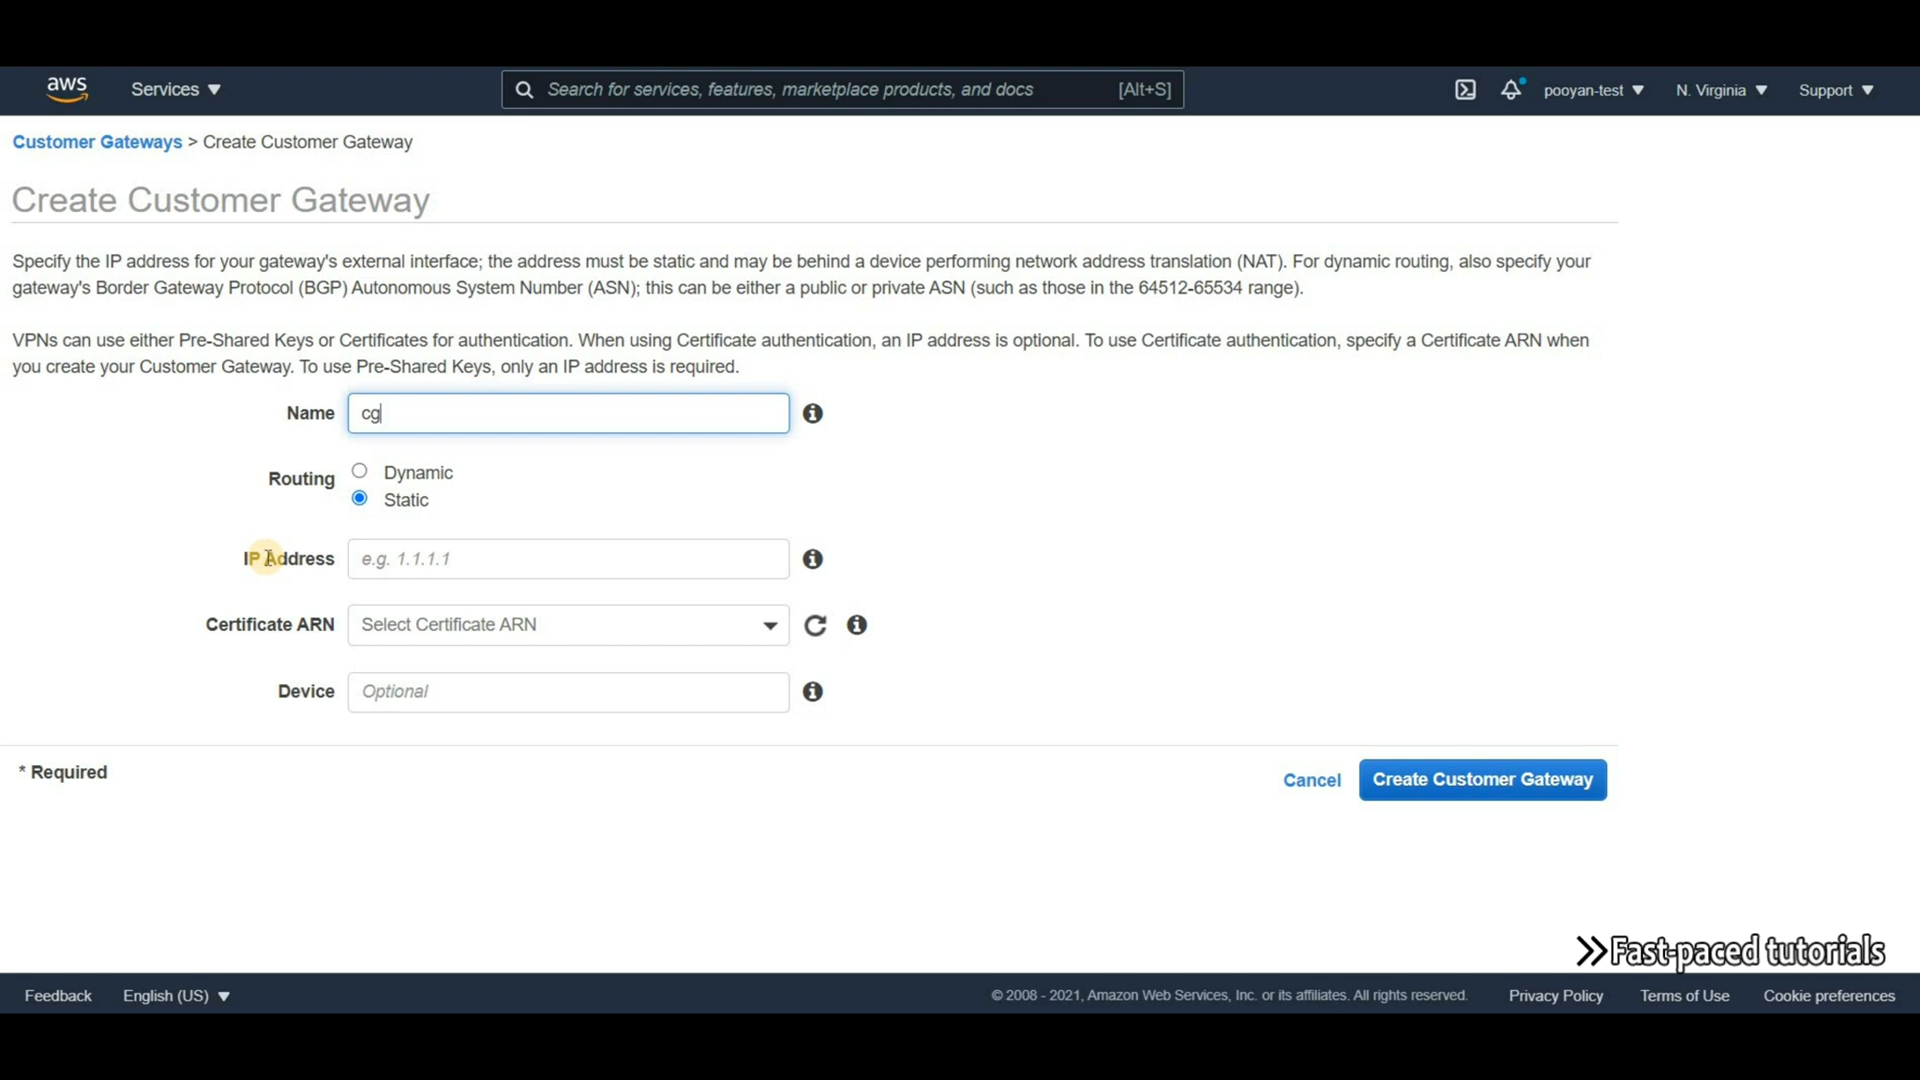 aws
Services
Search for services, features, marketplace products, and docs [Alt+S]
pooyan-test
N. Virginia
Support
Customer Gateways > Create Customer Gateway
Create Customer Gateway
Specify the IP address for your gateway's external interface; the address must be static and may be behind a device performing network address translation (NAT). For dynamic routing, also specify your
gateway's Border Gateway Protocol (BGP) Autonomous System Number (ASN); this can be either a public or private ASN (such as those in the 64512-65534 range).
VPNs can use either Pre-Shared Keys or Certificates for authentication. When using Certificate authentication, an IP address is optional. To use Certificate authentication, specify a Certificate ARN when
you create your Customer Gateway. To use Pre-Shared Keys, only an IP address is required.
Name cg
Routing
Dynamic
Static
IP Address e.g. 1.1.1.1
Certificate ARN Select Certificate ARN
Device Optional
* Required
Cancel
Create Customer Gateway
Fast-paced tutorials
Feedback
English (US)
© 2008 - 2021, Amazon Web Services, Inc. or its affiliates. All rights reserved.
Privacy Policy
Terms of Use
Cookie preferences